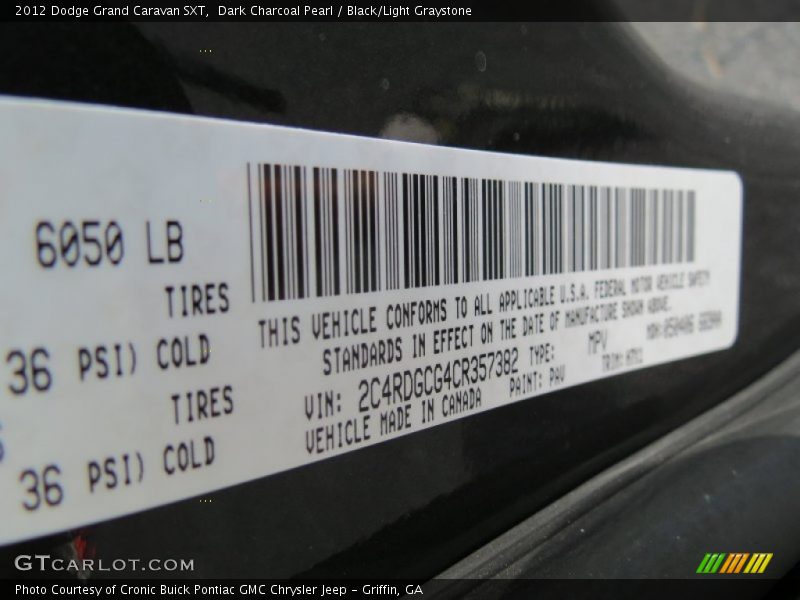 2012 Dodge Grand Caravan SXT, Dark Charcoal Pearl / Black/Light Graystone
6050 LB
TIRES
36 PSI) COLD
TIRES
36 PSI) COLD
THIS VEHICLE CONFORMS TO ALL APPLICABLE U.S.A. FEDERAL MOTOR VEHICLE SAFETY
STANDARDS IN EFFECT ON THE DATE OF MANUFACTURE SHOWN ABOVE.
VIN: 2C4RDGCG4CR357382 TYPE: MPV
VEHICLE MADE IN CANADA PAINT: PAU TRIM:
GTCARLOT.COM
Photo Courtesy of Cronic Buick Pontiac GMC Chrysler Jeep - Griffin, GA